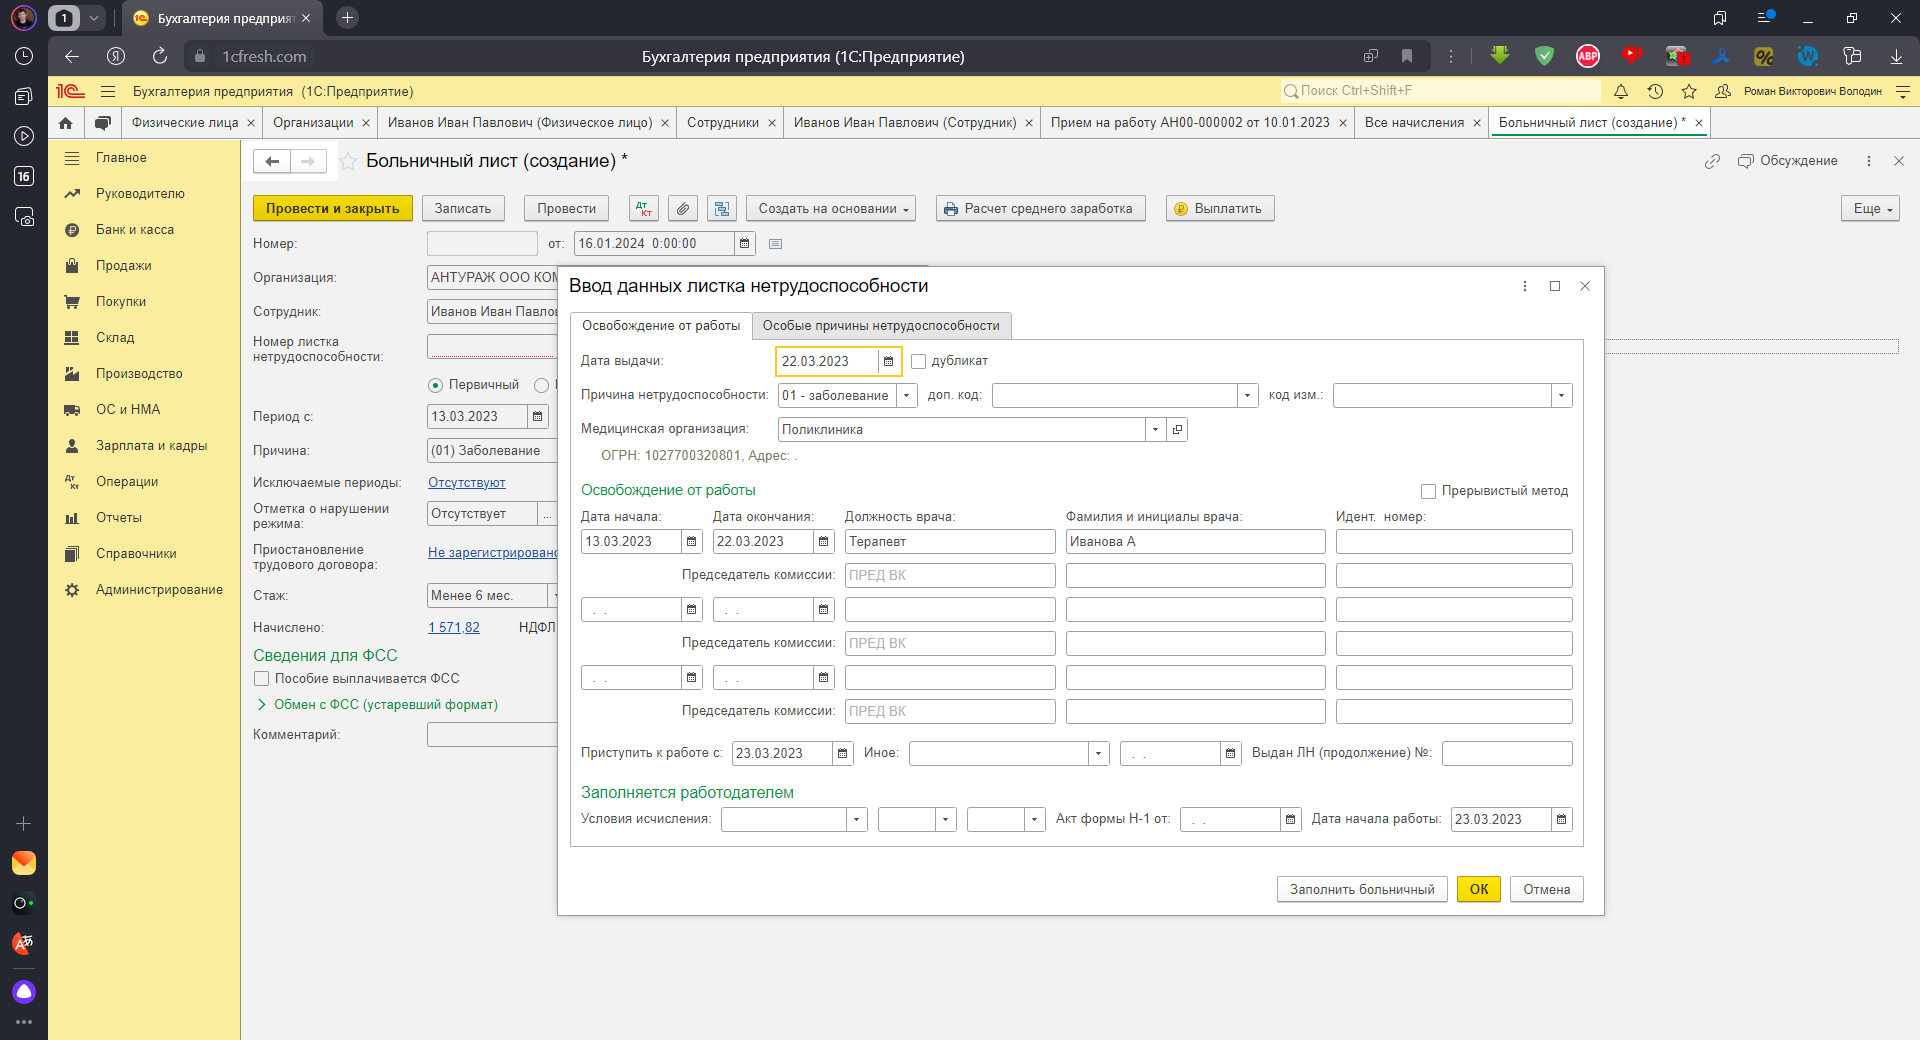 1
Бухгалтерия предприят
1cfresh.com
Бухгалтерия предприятия (1С:Предприятие)
ABP
Бухгалтерия предприятия (1С:Предприятие)
Поиск Ctrl+Shift+F
Роман Викторович Володин
Физические лица
Организации
Иванов Иван Павлович (Физическое лицо)
Сотрудники
Иванов Иван Павлович (Сотрудник)
Прием на работу АН00-000002 от 10.01.2023
Все начисления
Больничный лист (создание) *
16
Главное
Руководителю
Банк и касса
Продажи
Покупки
Склад
Производство
ОС и НМА
Зарплата и кадры
Операции
Отчеты
Справочники
Администрирование
Больничный лист (создание) *
Обсуждение
Провести и закрыть
Записать
Провести
Дт Кт
Создать на основании
Расчет среднего заработка
Выплатить
Еще
Номер:
от: 16.01.2024 0:00:00
Организация: АНТУРАЖ ООО КОМ
Сотрудник: Иванов Иван Павлов
Номер листка
нетрудоспособности:
Первичный
Период с: 13.03.2023
Причина: (01) Заболевание
Исключаемые периоды: Отсутствуют
Отметка о нарушении
режима: Отсутствует ...
Приостановление
трудового договора: Не зарегистрировано
Стаж: Менее 6 мес.
Начислено: 1 571,82 НДФЛ
Сведения для ФСС
Пособие выплачивается ФСС
Обмен с ФСС (устаревший формат)
Комментарий:
Ввод данных листка нетрудоспособности
Освобождение от работы
Особые причины нетрудоспособности
Дата выдачи: 22.03.2023 дубликат
Причина нетрудоспособности: 01 - заболевание доп. код: код изм.:
Медицинская организация: Поликлиника
ОГРН: 1027700320801, Адрес: .
Освобождение от работы
Прерывистый метод
Дата начала: Дата окончания: Должность врача: Фамилия и инициалы врача: Идент. номер:
13.03.2023 22.03.2023 Терапевт Иванова А
Председатель комиссии: ПРЕД ВК
. . . .
Председатель комиссии: ПРЕД ВК
. . . .
Председатель комиссии: ПРЕД ВК
Приступить к работе с: 23.03.2023 Иное: . . Выдан ЛН (продолжение) №:
Заполняется работодателем
Условия исчисления: Акт формы Н-1 от: . . Дата начала работы: 23.03.2023
Заполнить больничный
ОК
Отмена